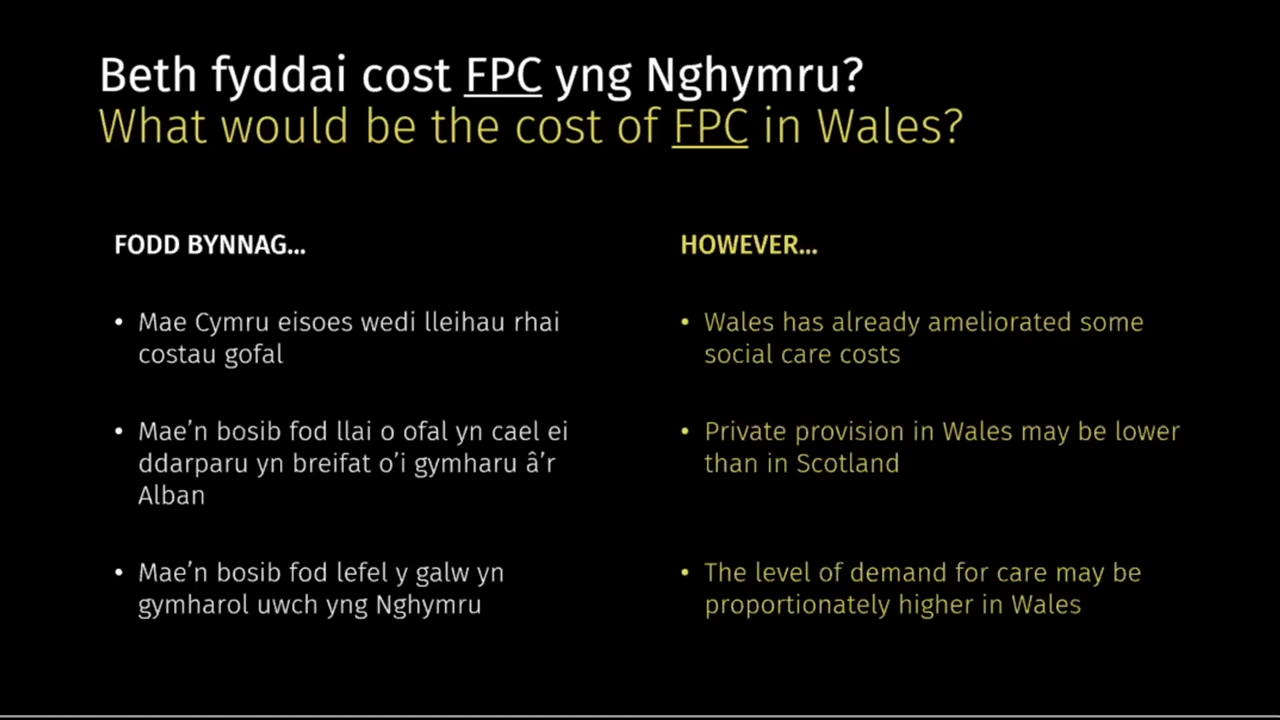 Beth fyddai cost FPC yng Nghymru?
What would be the cost of FPC in Wales?
FODD BYNNAG...
• Mae Cymru eisoes wedi lleihau rhai
costau gofal
• Mae’n bosib fod llai o ofal yn cael ei
ddarparu yn breifat o’i gymharu â’r
Alban
• Mae’n bosib fod lefel y galw yn
gymharol uwch yng Nghymru
HOWEVER...
• Wales has already ameliorated some
social care costs
• Private provision in Wales may be lower
than in Scotland
• The level of demand for care may be
proportionately higher in Wales